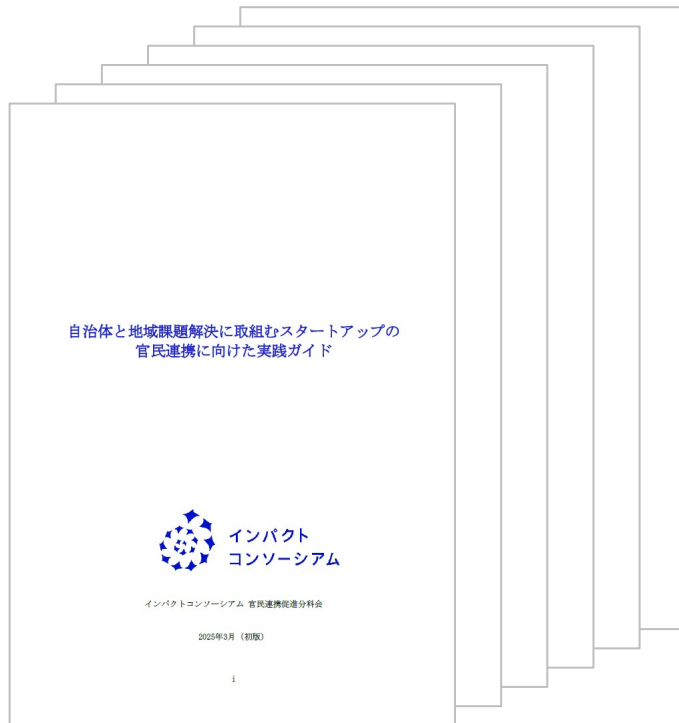 自治体と地域課題解決に取組むスタートアップの
官民連携に向けた実践ガイド
インパクト
コンソーシアム
インパクトコンソーシアム 官民連携促進分科会
2025年3月（初版）
i